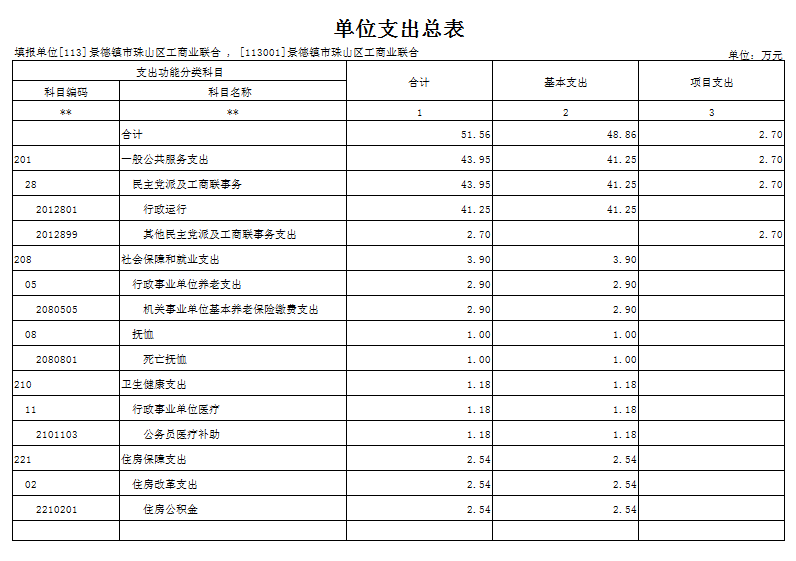 单位支出总表
填报单位[113]景德镇市珠山区工商业联合 , [113001]景德镇市珠山区工商业联合
单位：万元
支出功能分类科目 合计 基本支出 项目支出
科目编码 科目名称
** ** 1 2 3
合计 51.56 48.86 2.70
201 一般公共服务支出 43.95 41.25 2.70
28 民主党派及工商联事务 43.95 41.25 2.70
2012801 行政运行 41.25 41.25
2012899 其他民主党派及工商联事务支出 2.70 2.70
208 社会保障和就业支出 3.90 3.90
05 行政事业单位养老支出 2.90 2.90
2080505 机关事业单位基本养老保险缴费支出 2.90 2.90
08 抚恤 1.00 1.00
2080801 死亡抚恤 1.00 1.00
210 卫生健康支出 1.18 1.18
11 行政事业单位医疗 1.18 1.18
2101103 公务员医疗补助 1.18 1.18
221 住房保障支出 2.54 2.54
02 住房改革支出 2.54 2.54
2210201 住房公积金 2.54 2.54